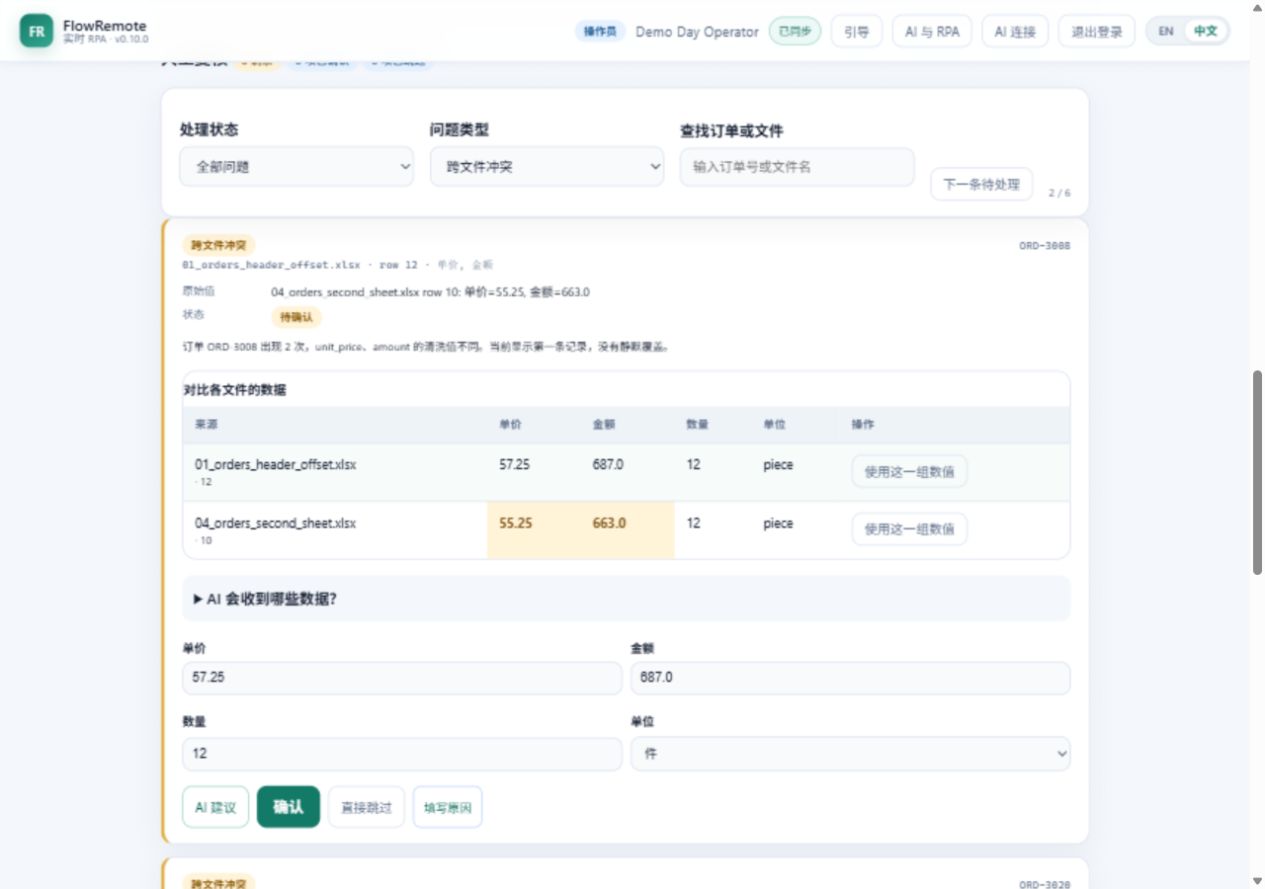 FR
FlowRemote
实时 RPA · v0.10.0
操作员 Demo Day Operator 已同步 引导 AI 与 RPA AI 连接 退出登录 EN 中文
处理状态 问题类型 查找订单或文件
全部问题 跨文件冲突 输入订单号或文件名 下一条待处理 2 / 6
跨文件冲突 ORD-3008
01_orders_header_offset.xlsx · row 12 · 单价, 金额
原始值 04_orders_second_sheet.xlsx row 10: 单价=55.25, 金额=663.0
状态 待确认
订单 ORD-3008 出现 2 次，unit_price、amount 的清洗值不同。当前显示第一条记录，没有静默覆盖。
对比各文件的数据
来源 单价 金额 数量 单位 操作
01_orders_header_offset.xlsx 57.25 687.0 12 piece 使用这一组数值
· 12
04_orders_second_sheet.xlsx 55.25 663.0 12 piece 使用这一组数值
· 10
▶ AI 会收到哪些数据?
单价 金额
57.25 687.0
数量 单位
12 件
AI 建议 确认 直接跳过 填写原因
跨文件冲突 ORD-3020